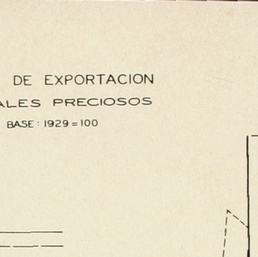 DE EXPORTACION
ALES PRECIOSOS
BASE: 1929=100